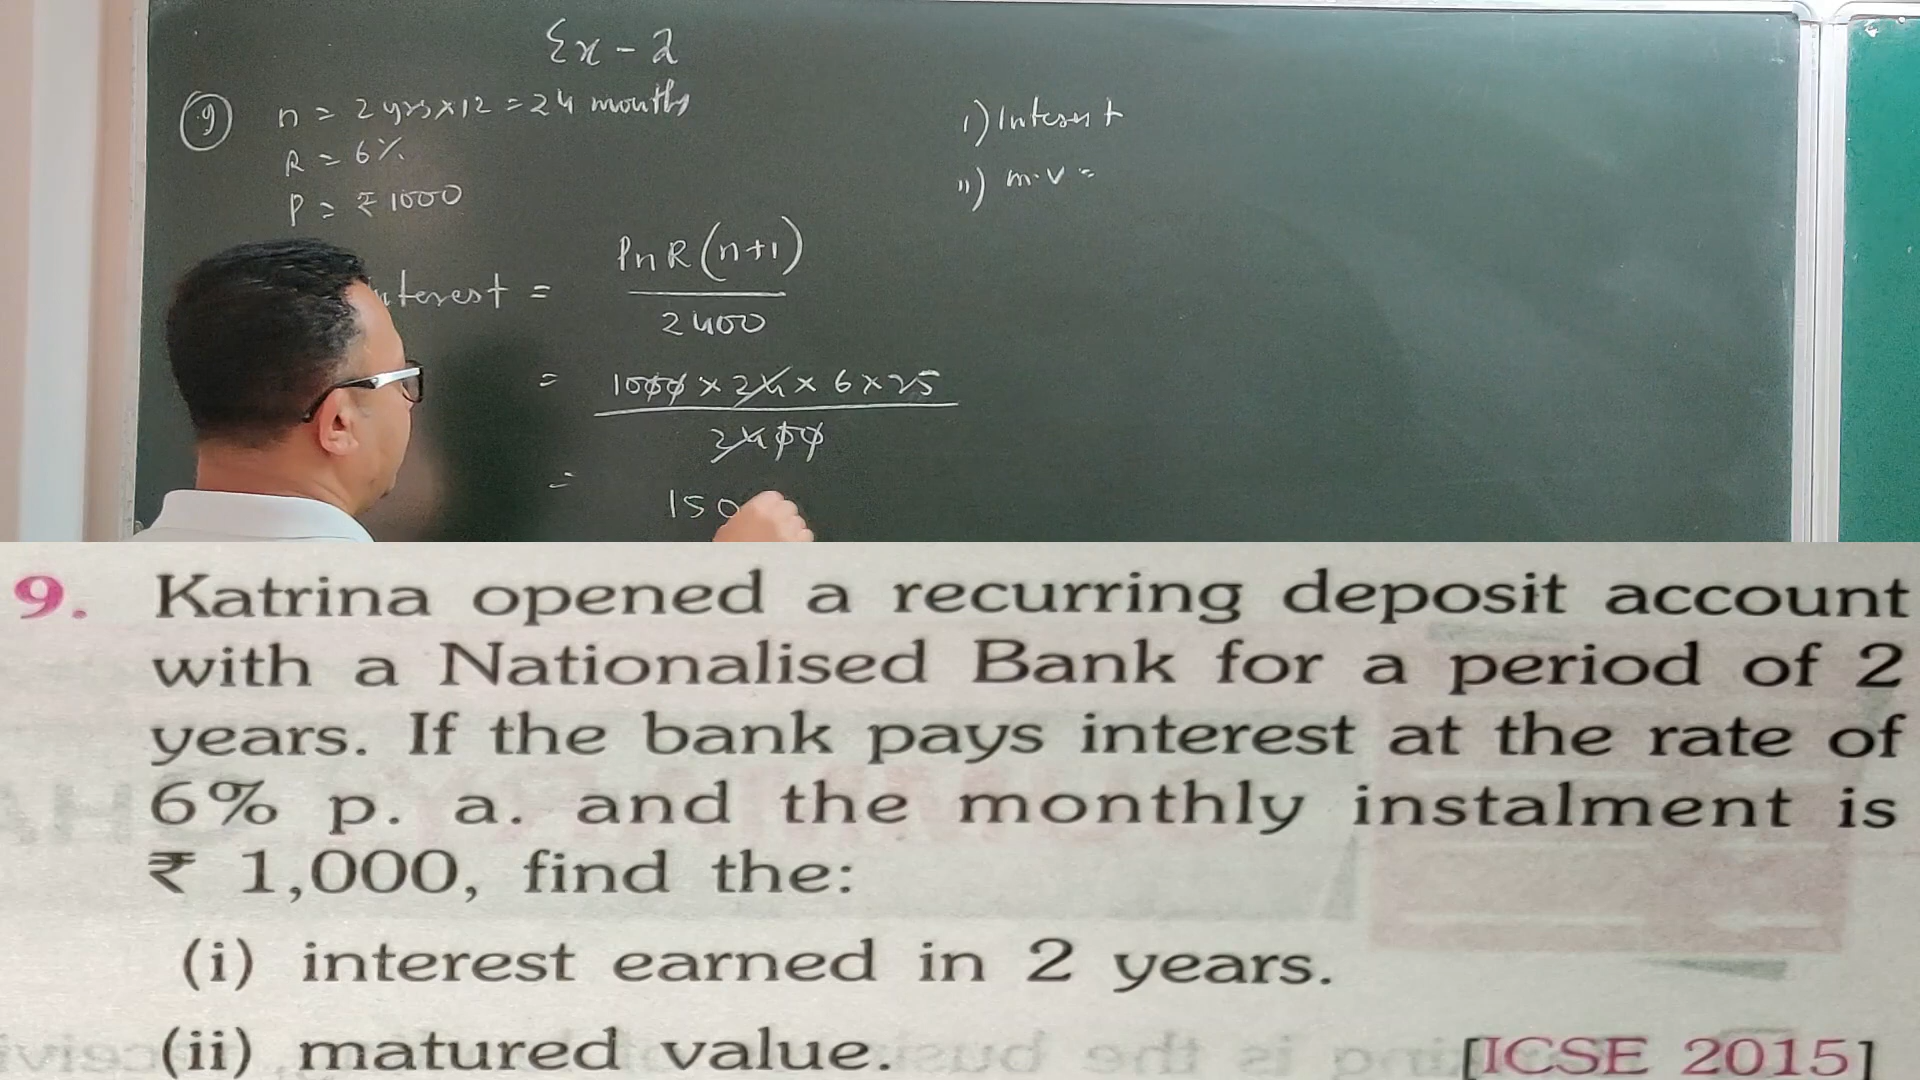 Ex - 2
9 n = 2 yrs × 12 = 24 months
R = 6%
P = ₹ 1000
i) Interest
ii) m.v =
nterest = PnR(n+1)
2400
= 1000 × 24 × 6 × 25
2400
= 150
9. Katrina opened a recurring deposit account
with a Nationalised Bank for a period of 2
years. If the bank pays interest at the rate of
6% p. a. and the monthly instalment is
₹ 1,000, find the:
(i) interest earned in 2 years.
(ii) matured value.
[ICSE 2015]